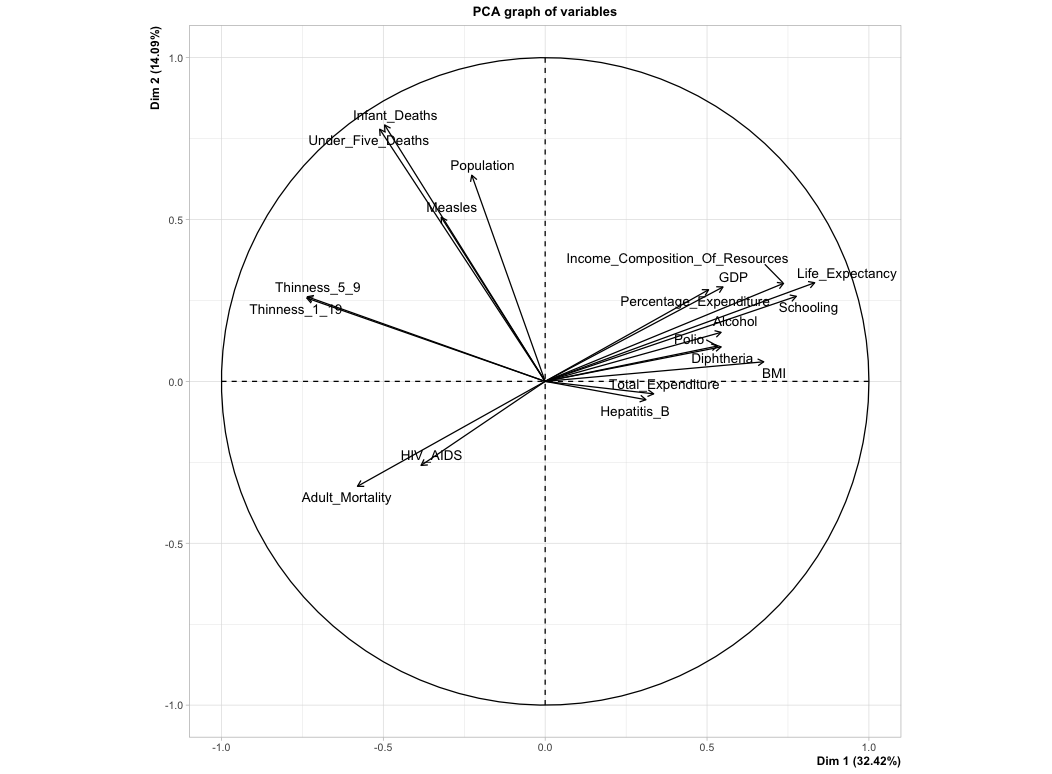 PCA graph of variables
Dim 2 (14.09%)
1.0
Infant_Deaths
Under_Five_Deaths
Population
Measles
0.5
Income_Composition_Of_Resources
Life_Expectancy
GDP
Thinness_5_9
Percentage_Expenditure
Schooling
Thinness_1_19
Alcohol
Polio
Diphtheria
BMI
0.0
Total_Expenditure
Hepatitis_B
HIV_AIDS
Adult_Mortality
-0.5
-1.0
-1.0 -0.5 0.0 0.5 1.0
Dim 1 (32.42%)